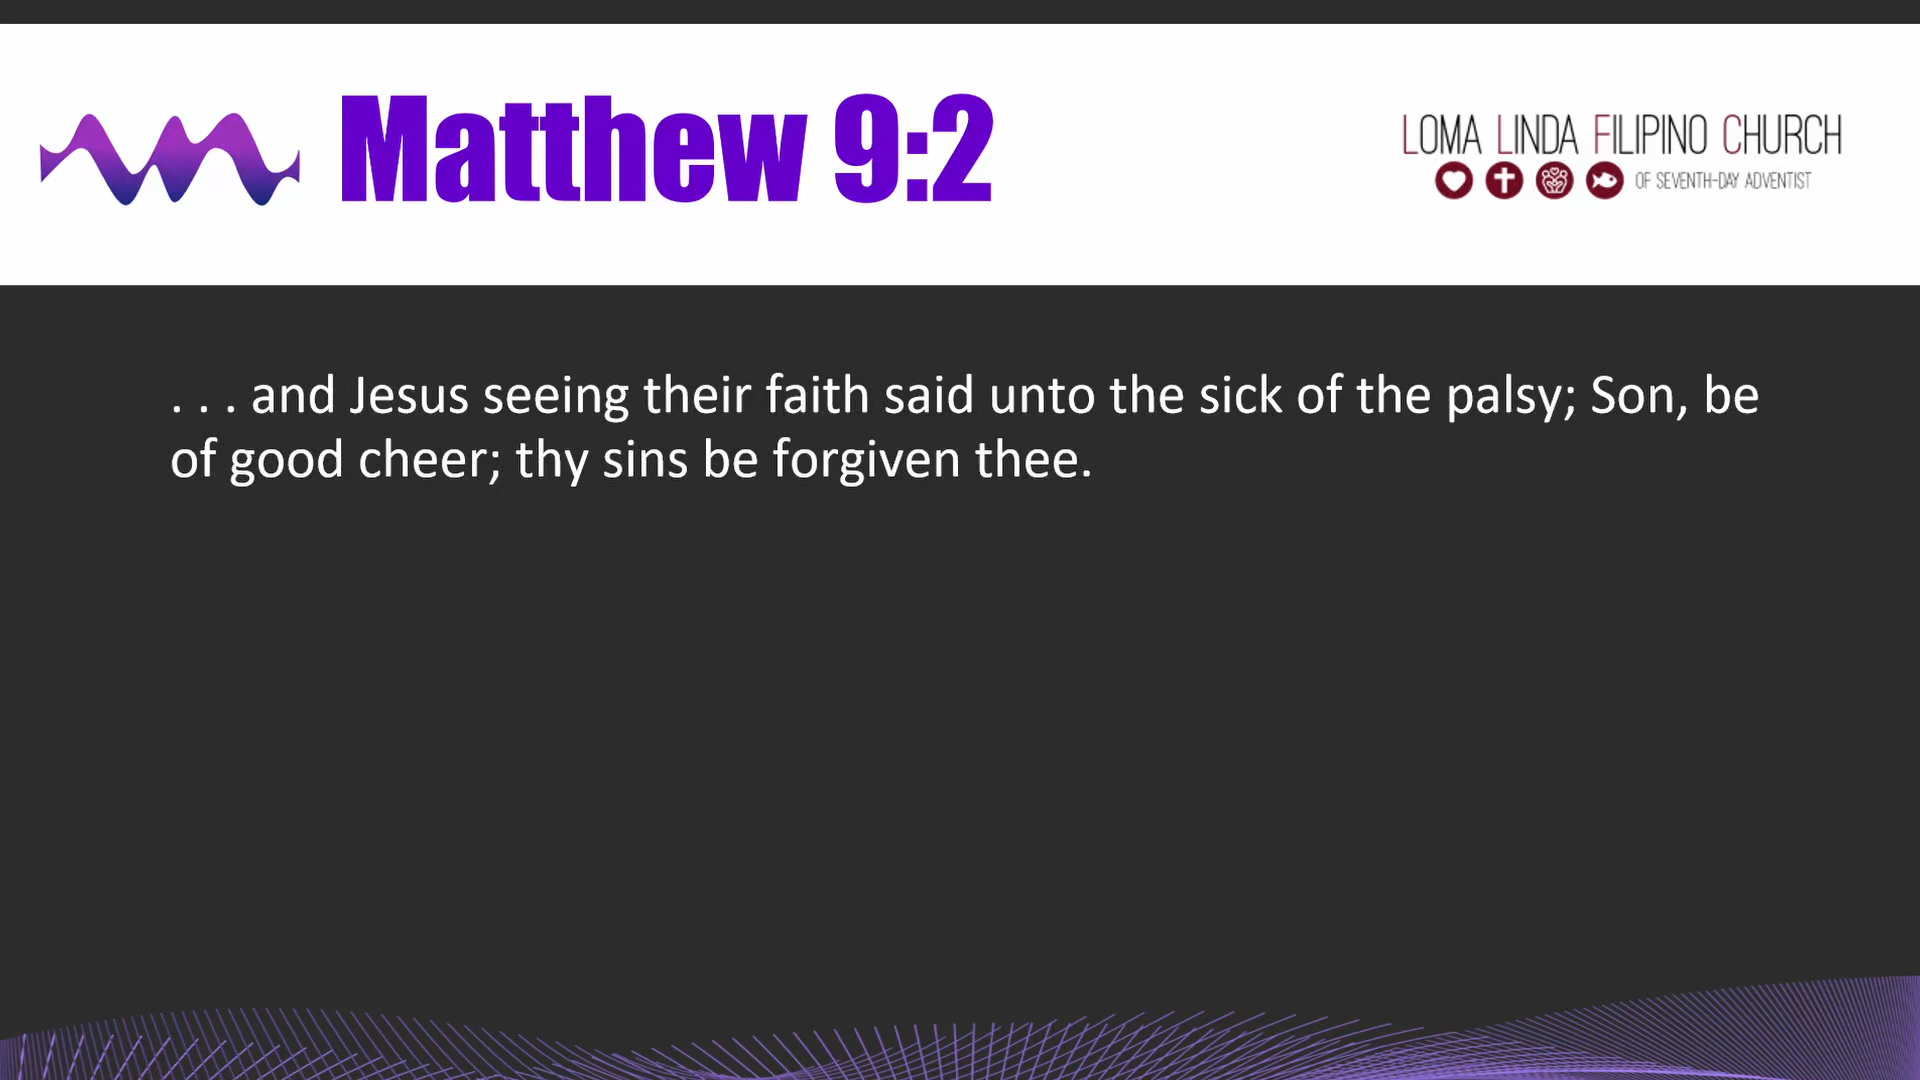 Matthew 9:2
LOMA LINDA FILIPINO CHURCH
OF SEVENTH-DAY ADVENTIST
. . . and Jesus seeing their faith said unto the sick of the palsy; Son, be
of good cheer; thy sins be forgiven thee.